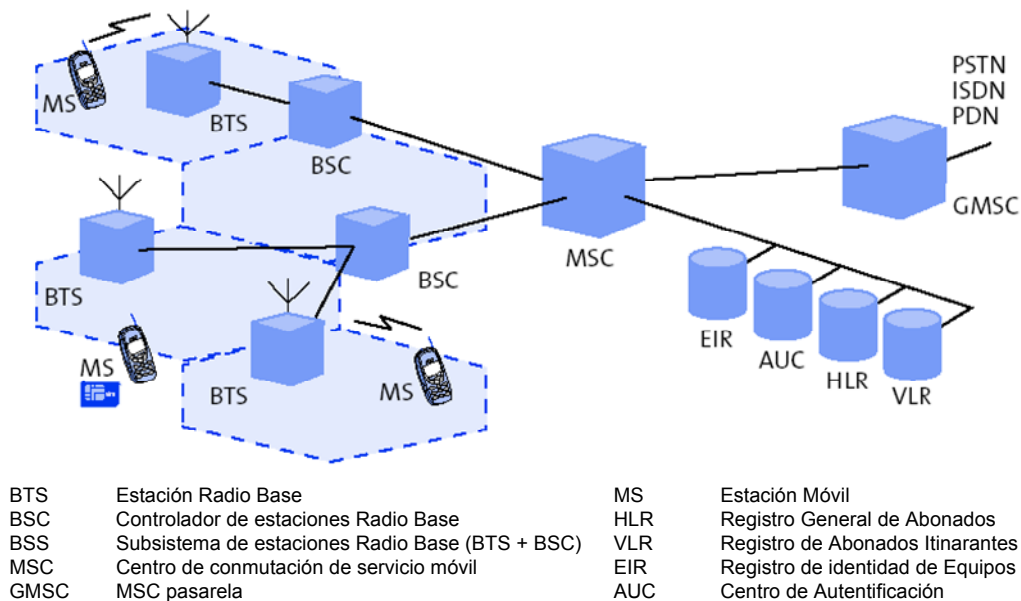 MS
BTS
BSC
PSTN
ISDN
PDN
GMSC
MSC
BTS
BSC
EIR
AUC
HLR
VLR
MS
BTS
MS
BTS Estación Radio Base
BSC Controlador de estaciones Radio Base
BSS Subsistema de estaciones Radio Base (BTS + BSC)
MSC Centro de conmutación de servicio móvil
GMSC MSC pasarela
MS Estación Móvil
HLR Registro General de Abonados
VLR Registro de Abonados Itinarantes
EIR Registro de identidad de Equipos
AUC Centro de Autentificación